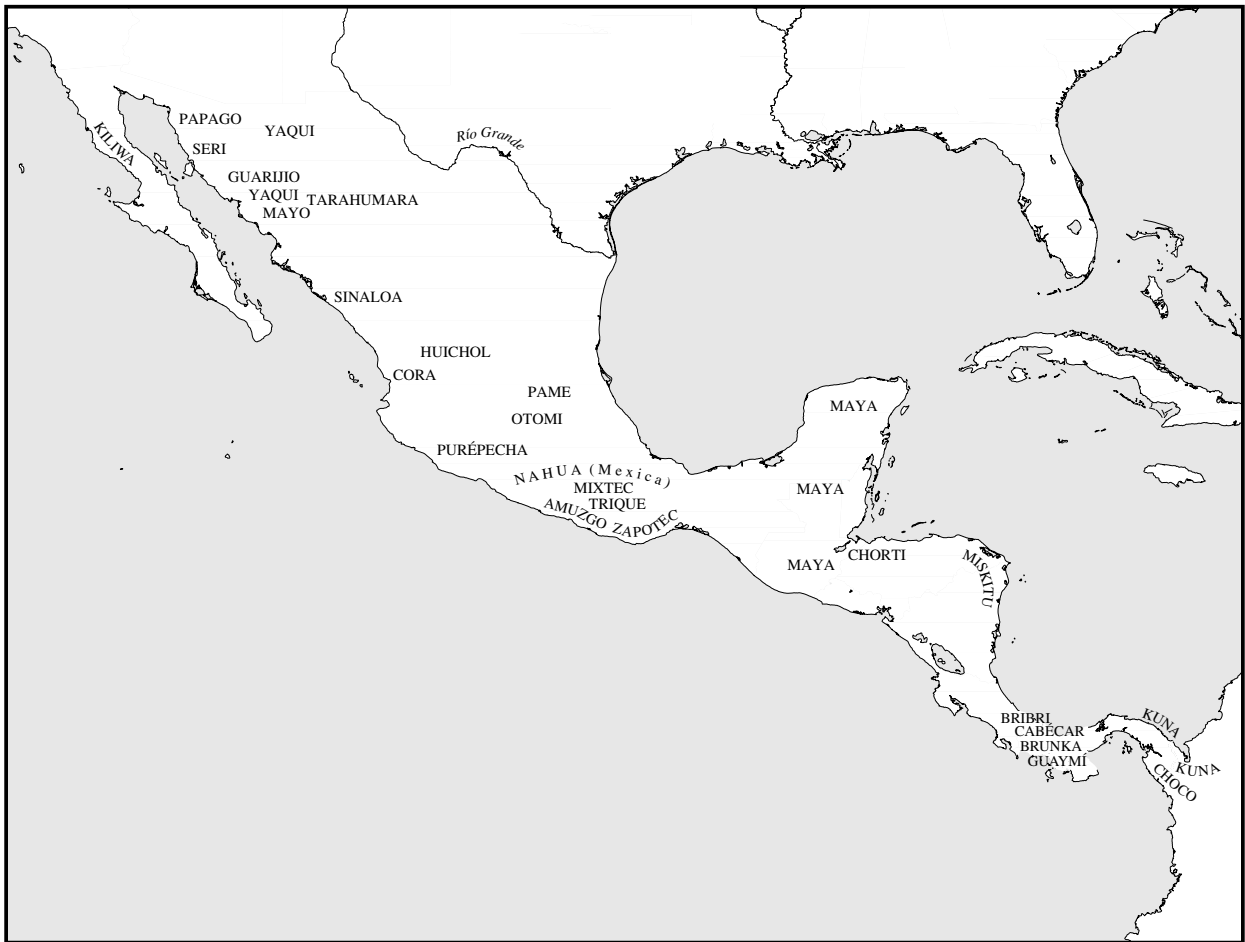 PAPAGO
YAQUI
KILIWA
Río Grande
SERI
GUARIJIO
YAQUI
TARAHUMARA
MAYO
SINALOA
HUICHOL
CORA
PAME
MAYA
OTOMI
PURÉPECHA
NAHUA (Mexica)
MIXTEC
MAYA
TRIQUE
AMUZGO
ZAPOTEC
CHORTI
MAYA
MISKITU
BRIBRI
KUNA
CABÉCAR
BRUNKA
GUAYMÍ
KUNA
CHOCO